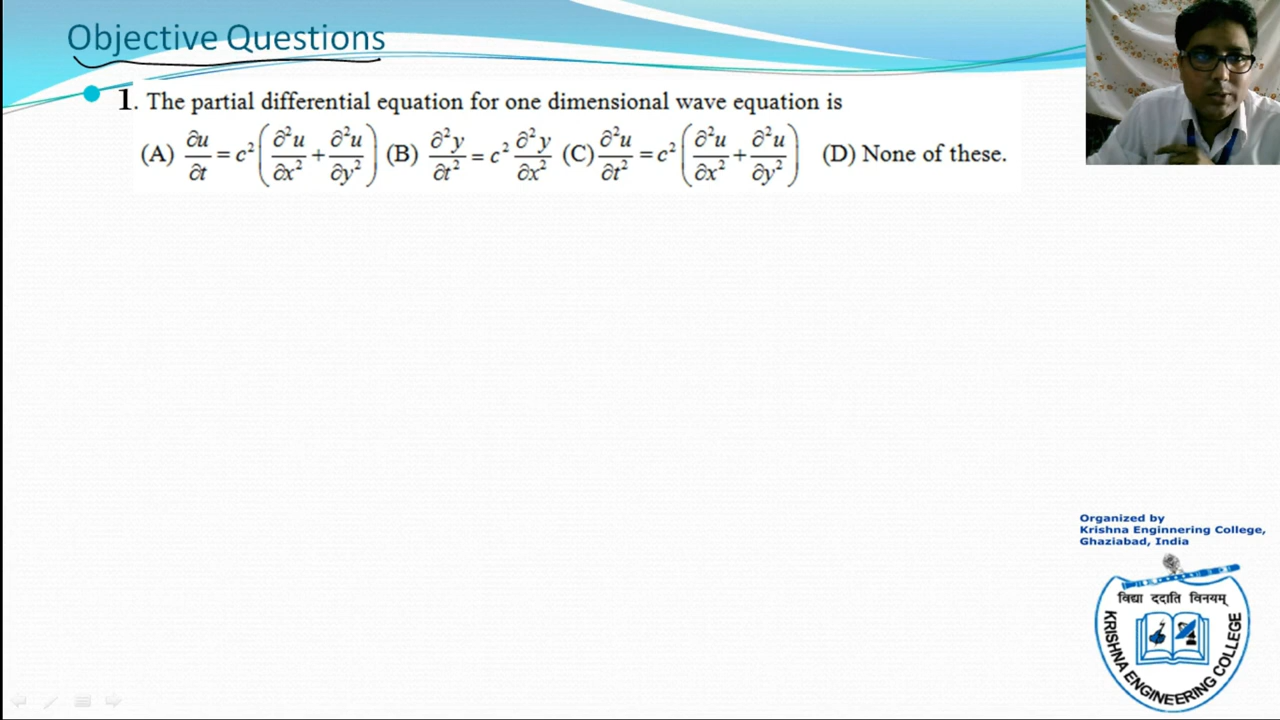 Objective Questions
1. The partial differential equation for one dimensional wave equation is
(A) ∂u/∂t = c²(∂²u/∂x² + ∂²u/∂y²) (B) ∂²y/∂t² = c² ∂²y/∂x² (C) ∂²u/∂t² = c²(∂²u/∂x² + ∂²u/∂y²) (D) None of these.
Organized by
Krishna Enginnering College,
Ghaziabad, India
विद्या ददाति विनयम्
KRISHNA ENGINEERING COLLEGE